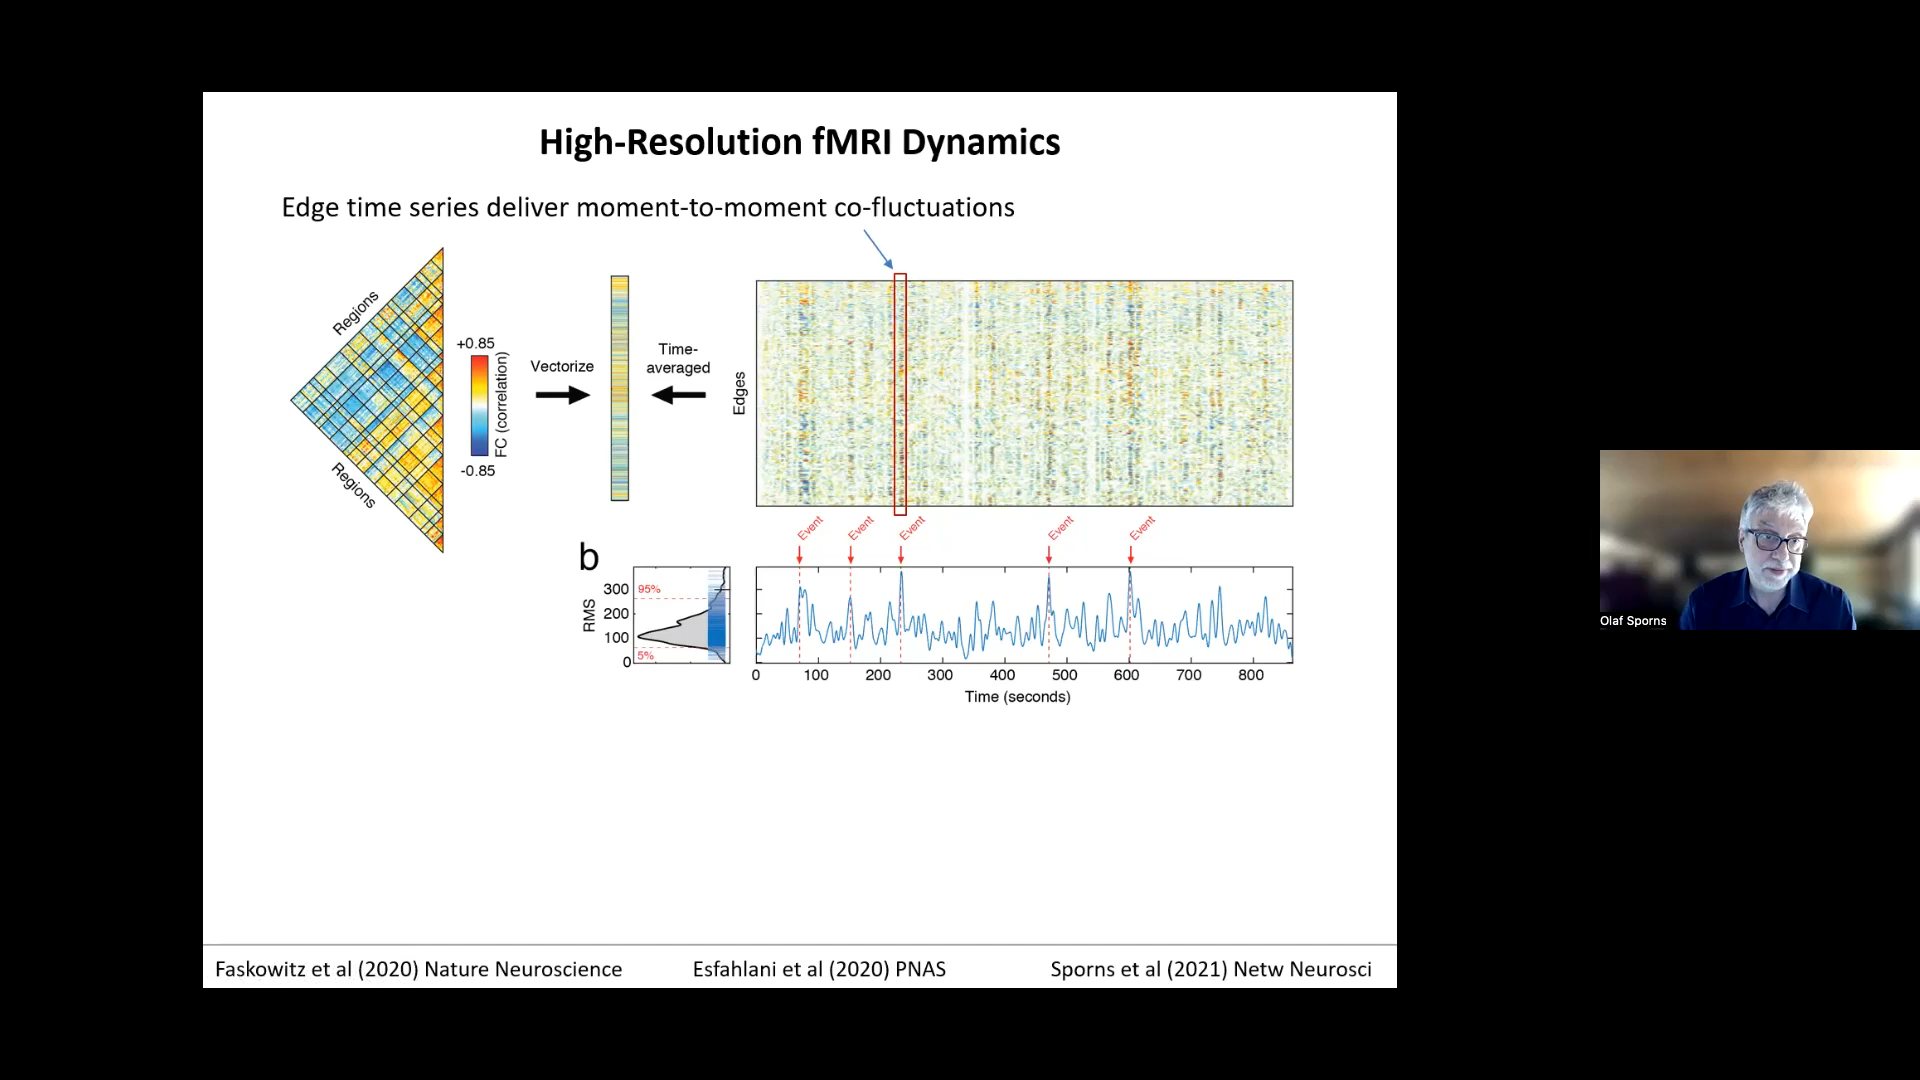 High-Resolution fMRI Dynamics
Edge time series deliver moment-to-moment co-fluctuations
Regions
Regions
+0.85
FC (correlation)
-0.85
Vectorize
Time-
averaged
Edges
Event
Event
Event
Event
Event
b
RMS
300
200
100
0
95%
5%
0 100 200 300 400 500 600 700 800
Time (seconds)
Olaf Sporns
Faskowitz et al (2020) Nature Neuroscience
Esfahlani et al (2020) PNAS
Sporns et al (2021) Netw Neurosci